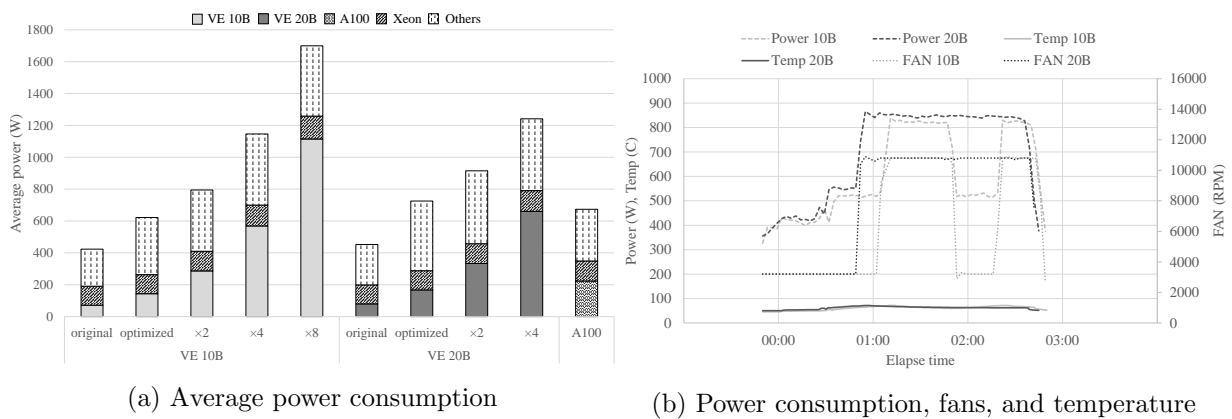 VE 10B VE 20B A100 Xeon Others
1800
1600
1400
1200
1000
800
600
400
200
0
Average power (W)
original optimized ×2 ×4 ×8 original optimized ×2 ×4 A100
VE 10B VE 20B
(a) Average power consumption
Power 10B Power 20B Temp 10B
Temp 20B FAN 10B FAN 20B
1000
900
800
700
600
500
400
300
200
100
0
Power (W), Temp (C)
16000
14000
12000
10000
8000
6000
4000
2000
0
FAN (RPM)
00:00 01:00 02:00 03:00
Elapse time
(b) Power consumption, fans, and temperature